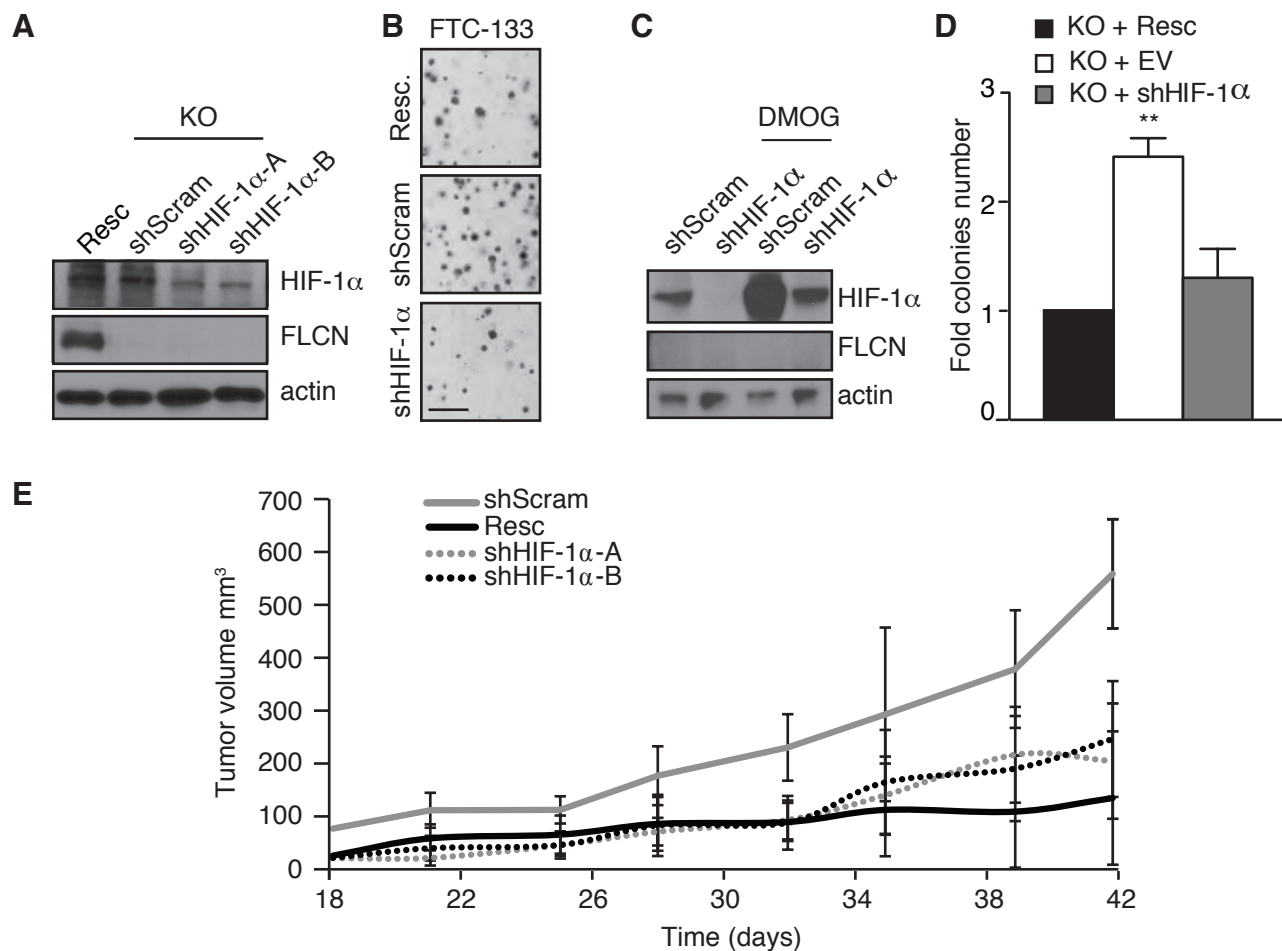 A
KO
Resc
shScram
shHIF-1α-A
shHIF-1α-B
HIF-1α
FLCN
actin
B
FTC-133
Resc.
shScram
shHIF-1α
C
DMOG
shScram
shHIF-1α
shScram
shHIF-1α
HIF-1α
FLCN
actin
D
KO + Resc
KO + EV
KO + shHIF-1α
**
Fold colonies number
3
2
1
0
E
shScram
Resc
shHIF-1α-A
shHIF-1α-B
Tumor volume mm³
700
600
500
400
300
200
100
0
18
22
26
30
34
38
42
Time (days)